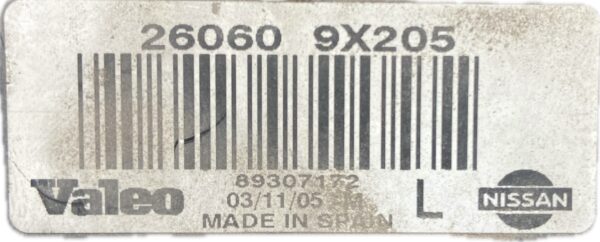 26060 9X205
89307172
Valeo 03/11/05 M L NISSAN
MADE IN SPAIN